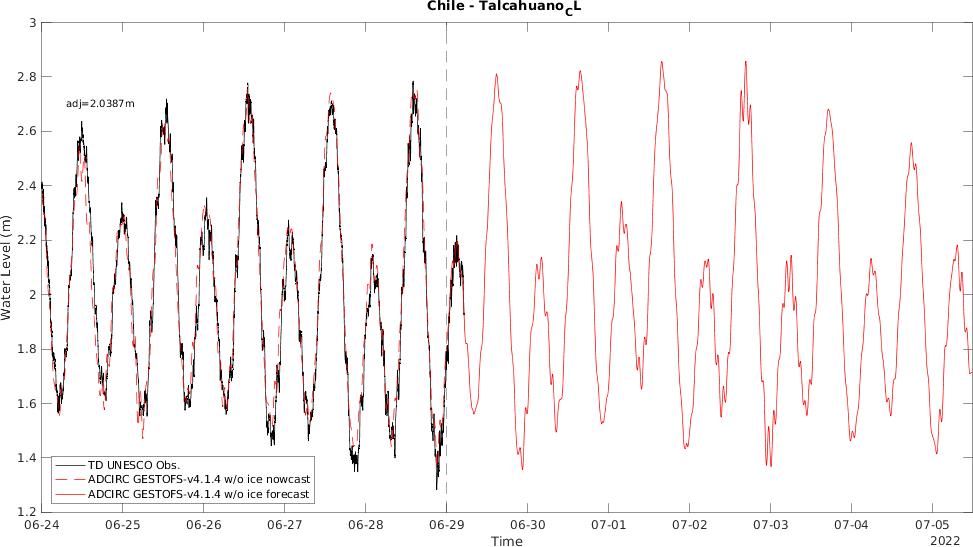 Chile - Talcahuano_CL
3
2.8
adj=2.0387m
2.6
2.4
2.2
Water Level (m)
2
1.8
1.6
1.4
TD UNESCO Obs.
ADCIRC GESTOFS-v4.1.4 w/o ice nowcast
ADCIRC GESTOFS-v4.1.4 w/o ice forecast
1.2
06-24 06-25 06-26 06-27 06-28 06-29 06-30 07-01 07-02 07-03 07-04 07-05
Time
2022